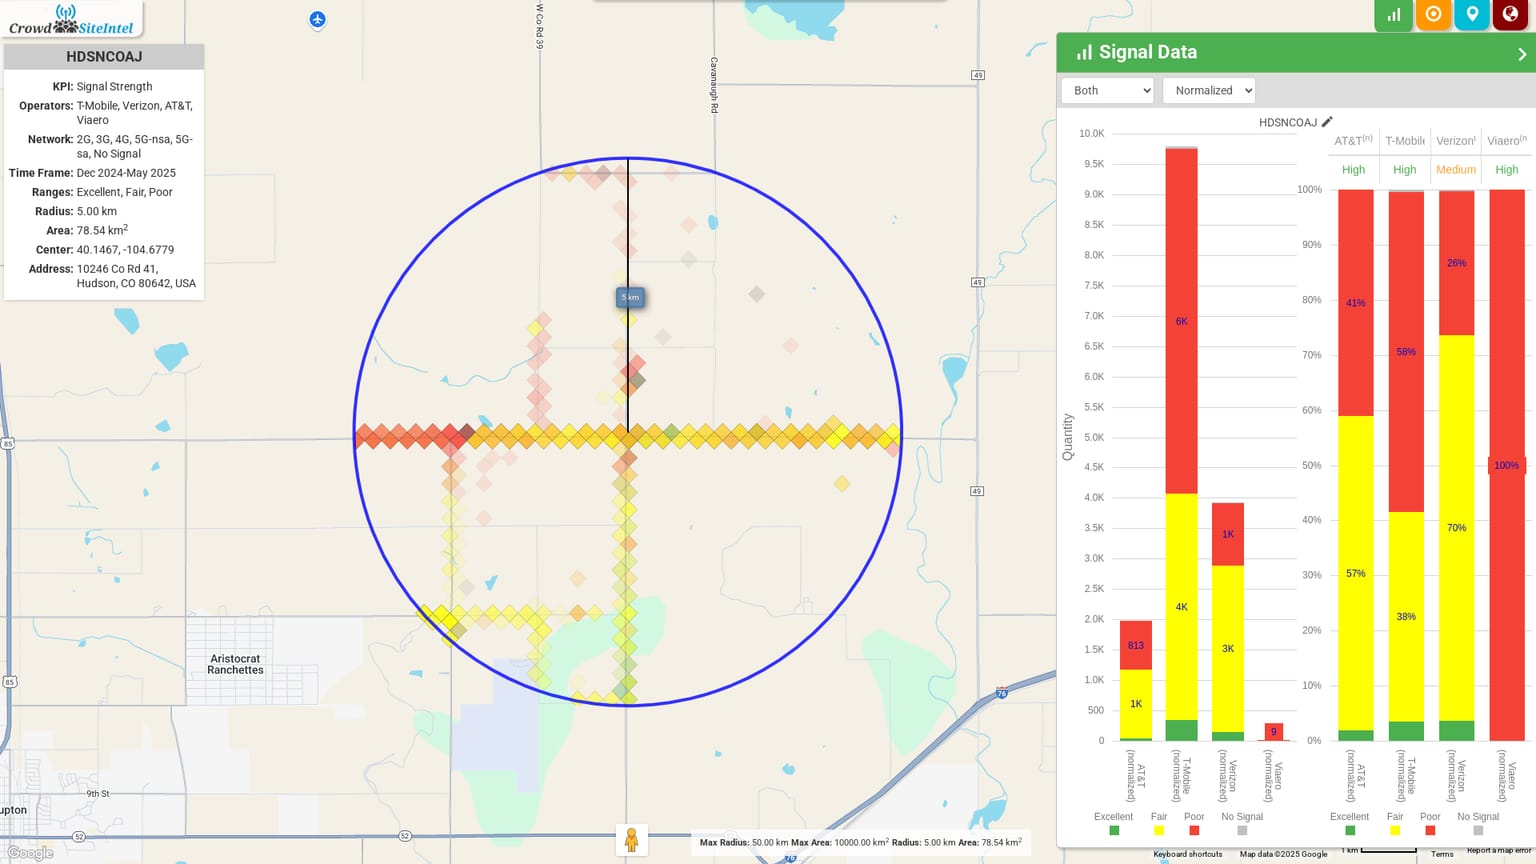 Crowd SiteIntel
HDSNCOAJ
KPI: Signal Strength
Operators: T-Mobile, Verizon, AT&T,
Viaero
Network: 2G, 3G, 4G, 5G-nsa, 5G-
sa, No Signal
Time Frame: Dec 2024-May 2025
Ranges: Excellent, Fair, Poor
Radius: 5.00 km
Area: 78.54 km²
Center: 40.1467, -104.6779
Address: 10246 Co Rd 41,
Hudson, CO 80642, USA
W Co Rd 39
Cavanaugh Rd
49
49
49
5 km
85
85
Aristocrat
Ranchettes
9th St
upton
52
52
76
76
Google
Max Radius: 50.00 km Max Area: 10000.00 km² Radius: 5.00 km Area: 78.54 km²
Signal Data
Both
Normalized
HDSNCOAJ
Quantity
10.0K
9.5K
9.0K
8.5K
8.0K
7.5K
7.0K
6.5K
6.0K
5.5K
5.0K
4.5K
4.0K
3.5K
3.0K
2.5K
2.0K
1.5K
1.0K
500
0
813
1K
6K
4K
1K
3K
9
AT&T (normalized)
T-Mobile (normalized)
Verizon (normalized)
Viaero (normalized)
Excellent
Fair
Poor
No Signal
AT&T(n)
T-Mobile
Verizon
Viaero(n
High
High
Medium
High
100%
90%
80%
70%
60%
50%
40%
30%
20%
10%
0%
41%
57%
58%
38%
26%
70%
100%
AT&T (normalized)
T-Mobile (normalized)
Verizon (normalized)
Viaero (normalized)
Excellent
Fair
Poor
No Signal
Keyboard shortcuts
Map data ©2025 Google
1 km
Terms
Report a map error